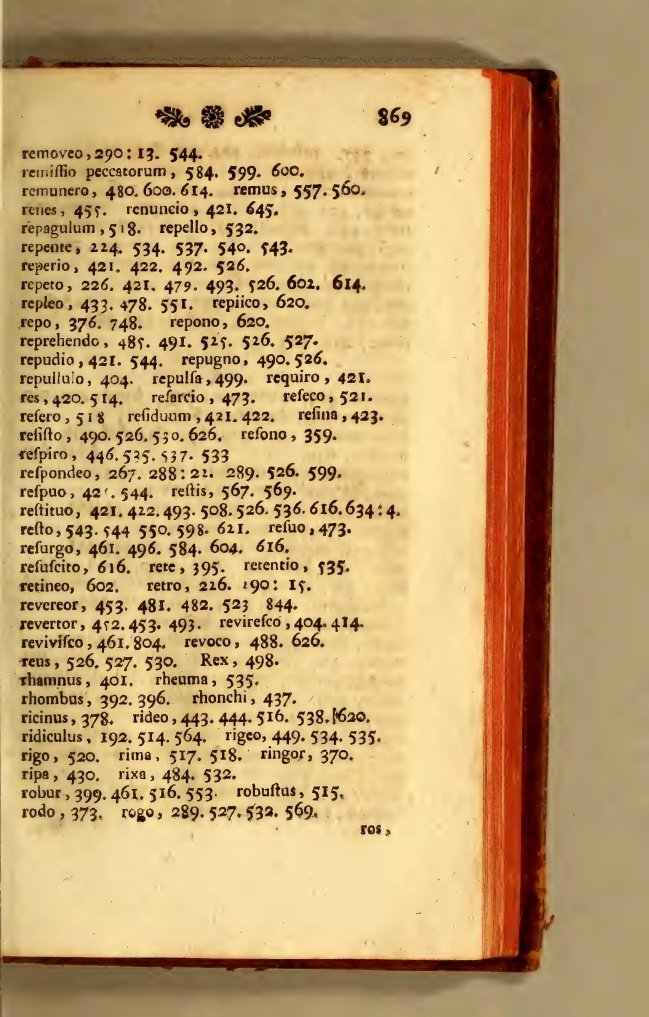 869
removeo, 290: 13. 544.
remiſſio peccatorum, 584. 599. 600.
remunero, 480. 600. 614. remus, 557. 560.
renes, 455. renuncio, 421. 645.
repagulum, 518. repello, 532.
repente, 224. 534. 537. 540. 543.
reperio, 421. 422. 492. 526.
repeto, 226. 421. 479. 493. 526. 602. 614.
repleo, 433. 478. 551. replico, 620.
repo, 376. 748. repono, 620.
reprehendo, 485. 491. 525. 526. 527.
repudio, 421. 544. repugno, 490. 526.
repullulo, 404. repulſa, 499. requiro, 421.
res, 420. 514. reſarcio, 473. reſeco, 521.
refero, 518 reſiduum, 421. 422. reſina, 423.
reſiſto, 490. 526. 530. 626. reſono, 359.
reſpiro, 446. 535. 537. 533
reſpondeo, 267. 288: 21. 289. 526. 599.
reſpuo, 544. reſtis, 567. 569.
reſtituo, 421. 422. 493. 508. 526. 536. 616. 634: 4.
reſto, 543. 544 550. 598. 621. reſuo, 473.
reſurgo, 461. 496. 584. 604. 616.
reſuſcito, 616. rete, 395. retentio, 535.
retineo, 602. retro, 226. 290: 15.
revereor, 453. 481. 482. 523 844.
revertor, 452. 453. 493. revireſco, 404. 414.
reviviſco, 461. 804. revoco, 488. 626.
reus, 526. 527. 530. Rex, 498.
rhamnus, 401. rheuma, 535.
rhombus, 392. 396. rhonchi, 437.
ricinus, 378. rideo, 443. 444. 516. 538. 620.
ridiculus, 192. 514. 564. rigeo, 449. 534. 535.
rigo, 520. rima, 517. 518. ringor, 370.
ripa, 430. rixa, 484. 532.
robur, 399. 461. 516. 553. robuſtus, 515.
rodo, 373. rogo, 289. 527. 532. 569.
ros,